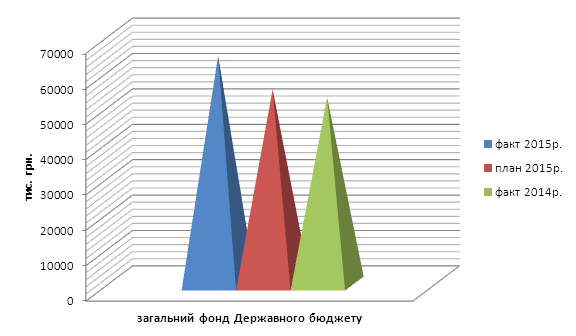 тис. грн.
70000
60000
50000
40000
30000
20000
10000
0
загальний фонд Державного бюджету
факт 2015р.
план 2015р.
факт 2014р.